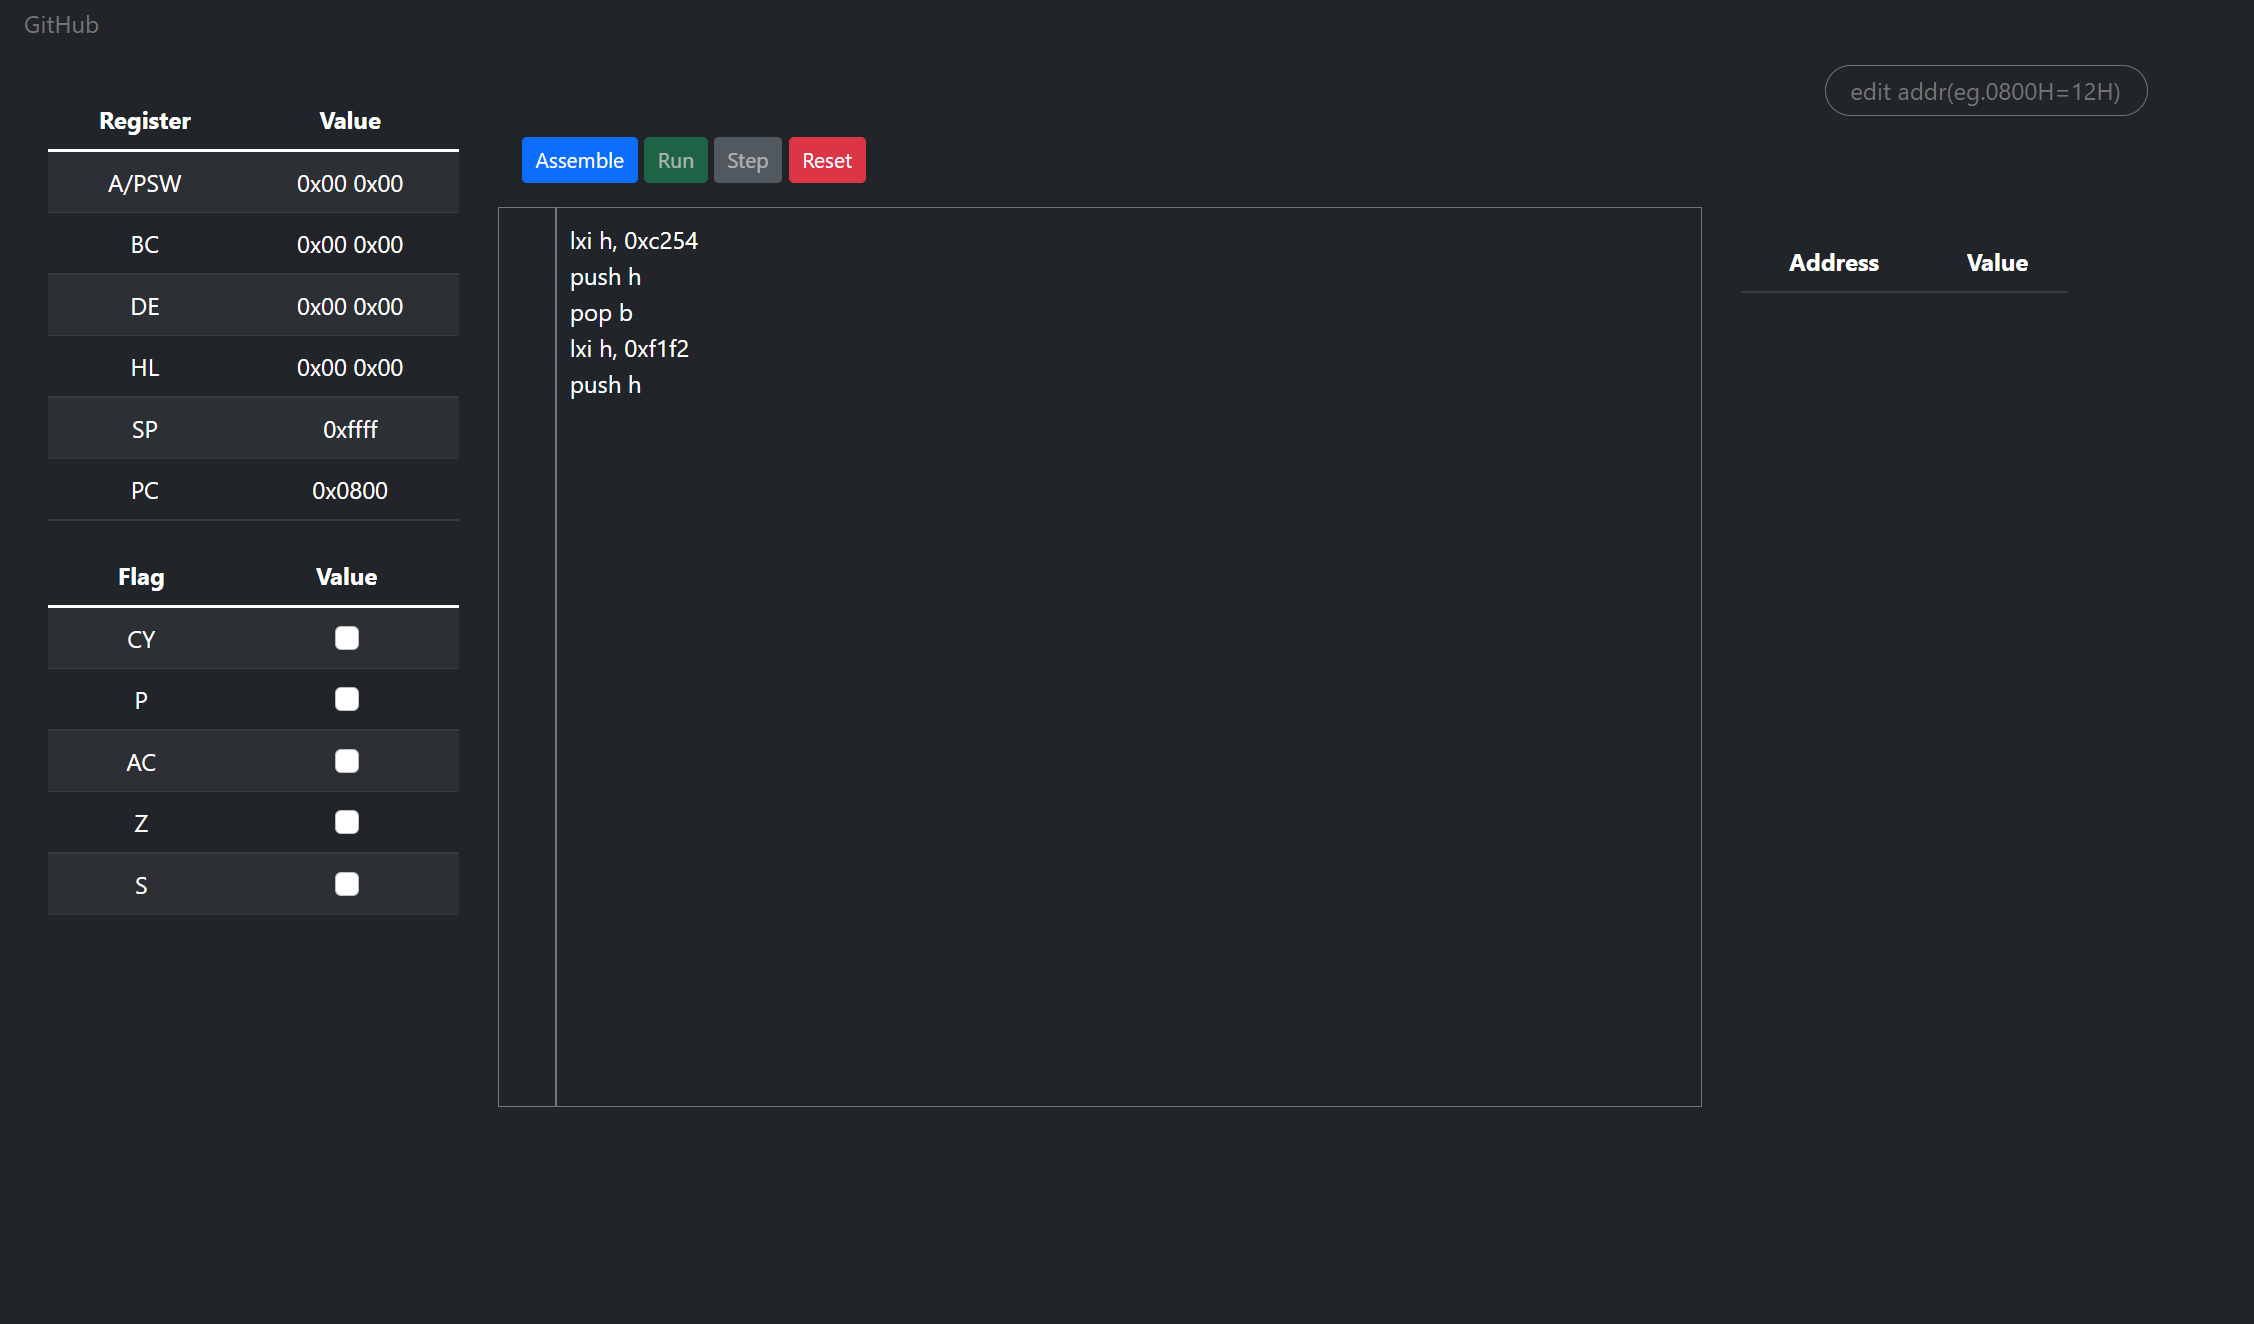 GitHub
edit addr(eg.0800H=12H)
Register Value
A/PSW 0x00 0x00
BC 0x00 0x00
DE 0x00 0x00
HL 0x00 0x00
SP 0xffff
PC 0x0800
Flag Value
CY
P
AC
Z
S
Assemble Run Step Reset
lxi h, 0xc254
push h
pop b
lxi h, 0xf1f2
push h
Address Value